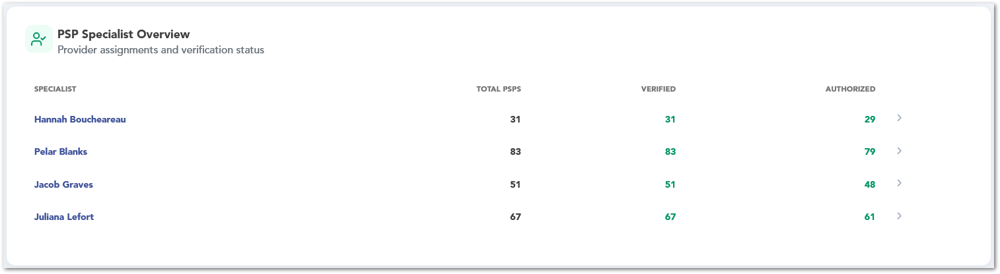 PSP Specialist Overview
Provider assignments and verification status
SPECIALIST TOTAL PSPS VERIFIED AUTHORIZED
Hannah Boucheareau 31 31 29
Pelar Blanks 83 83 79
Jacob Graves 51 51 48
Juliana Lefort 67 67 61